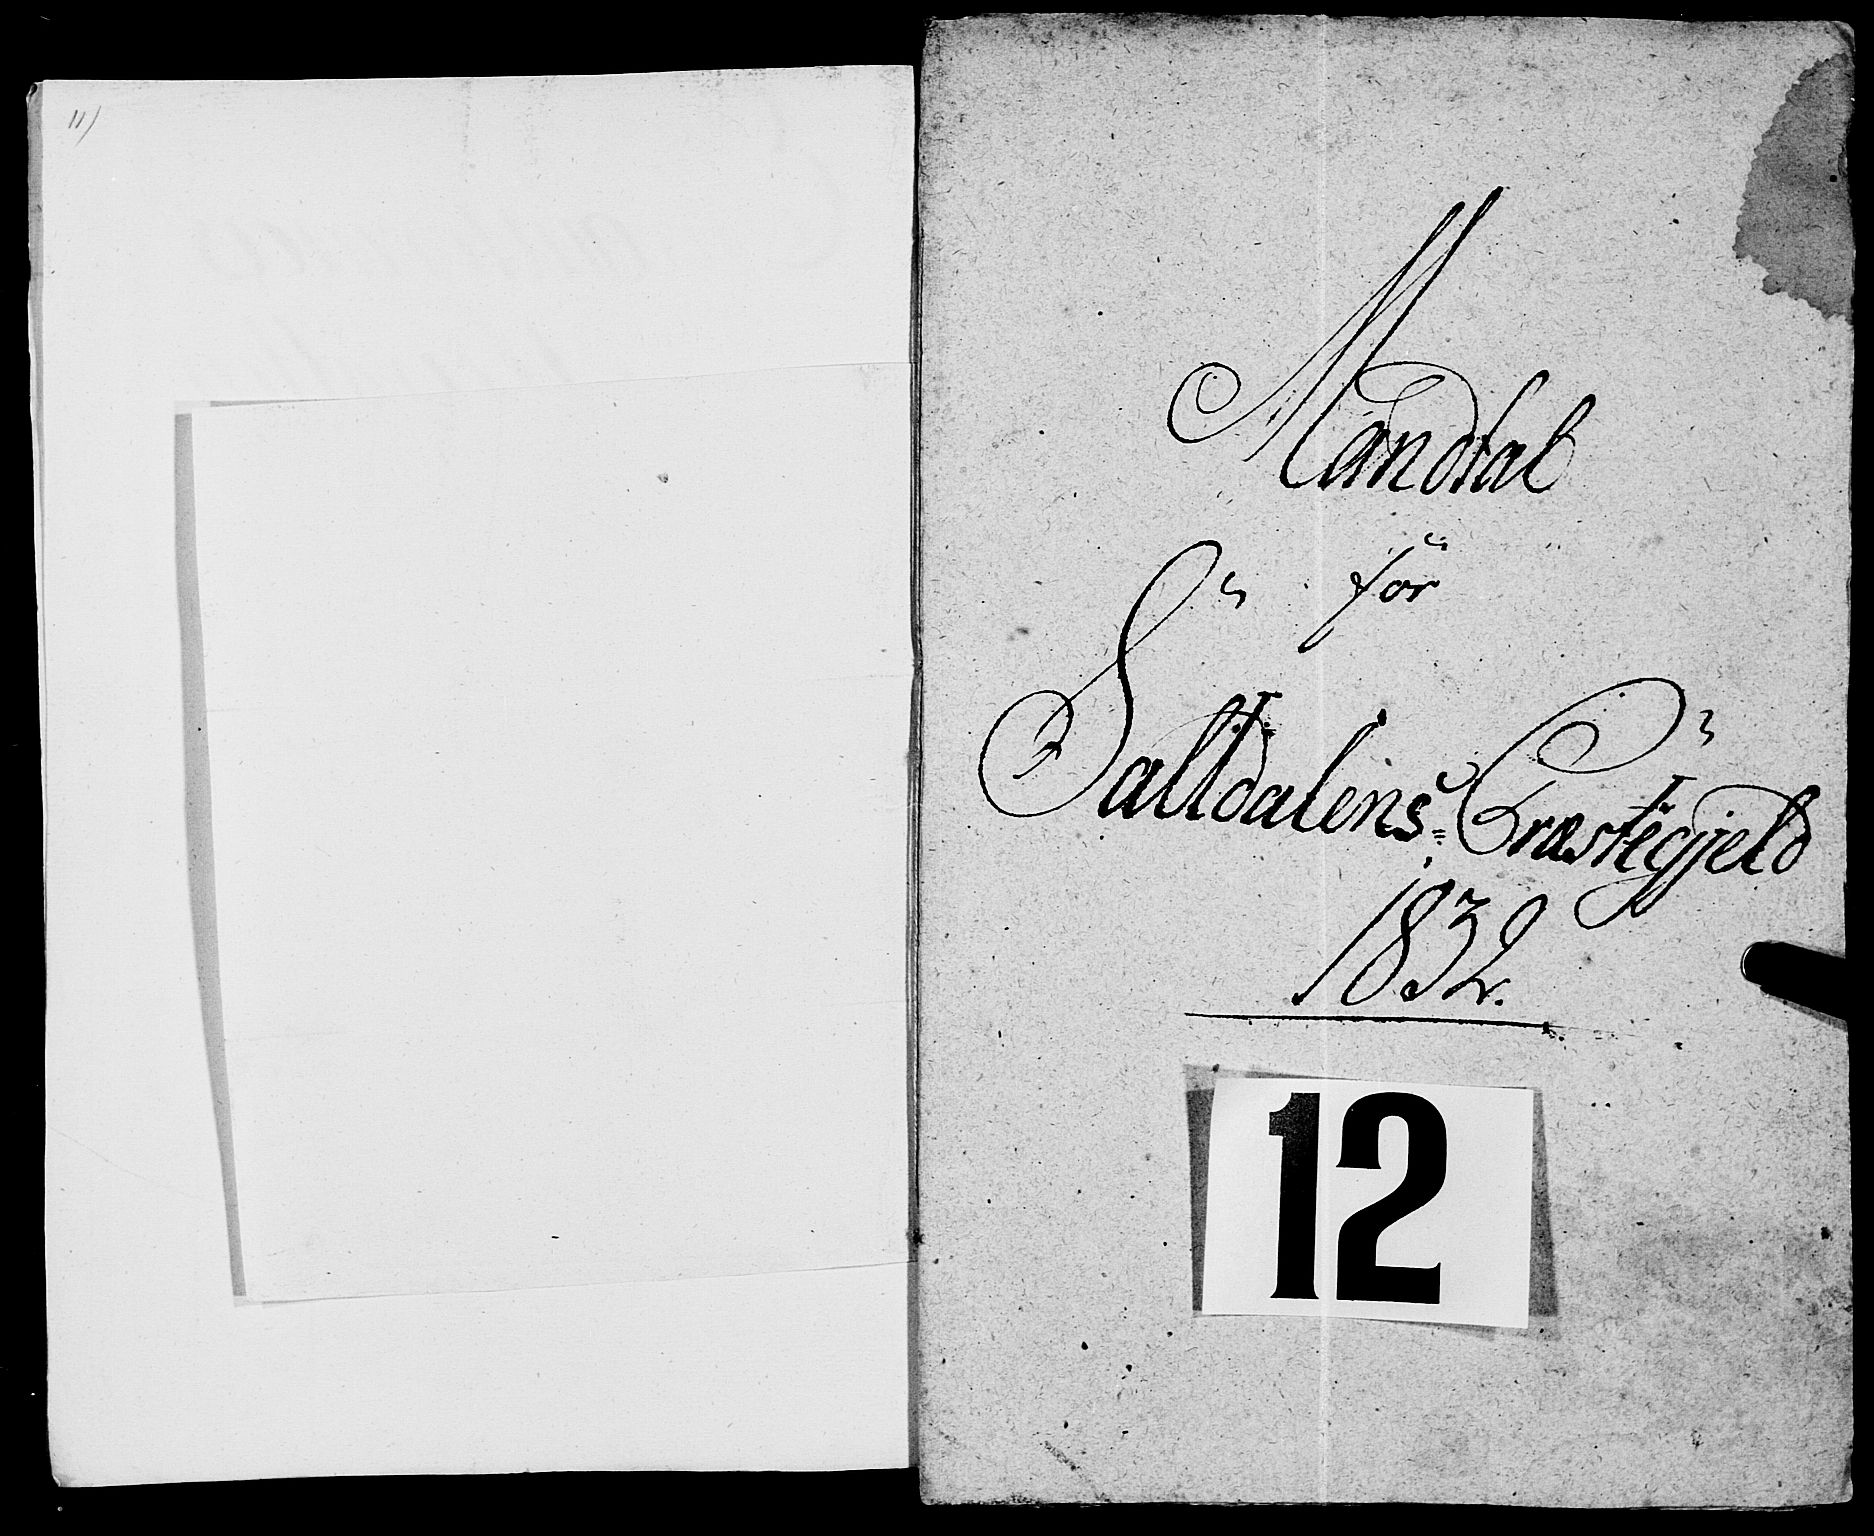 11)
Mandtal
for
Saltdalens Præstegjeld
1832.
12